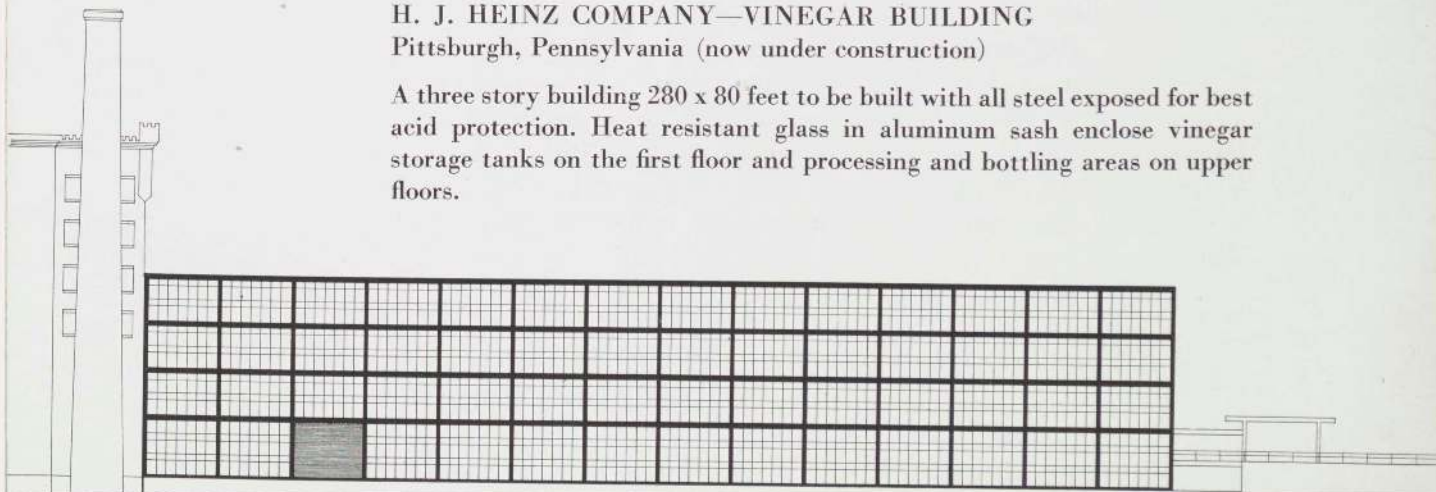 H. J. HEINZ COMPANY—VINEGAR BUILDING
Pittsburgh, Pennsylvania (now under construction)
A three story building 280 x 80 feet to be built with all steel exposed for best
acid protection. Heat resistant glass in aluminum sash enclose vinegar
storage tanks on the first floor and processing and bottling areas on upper
floors.